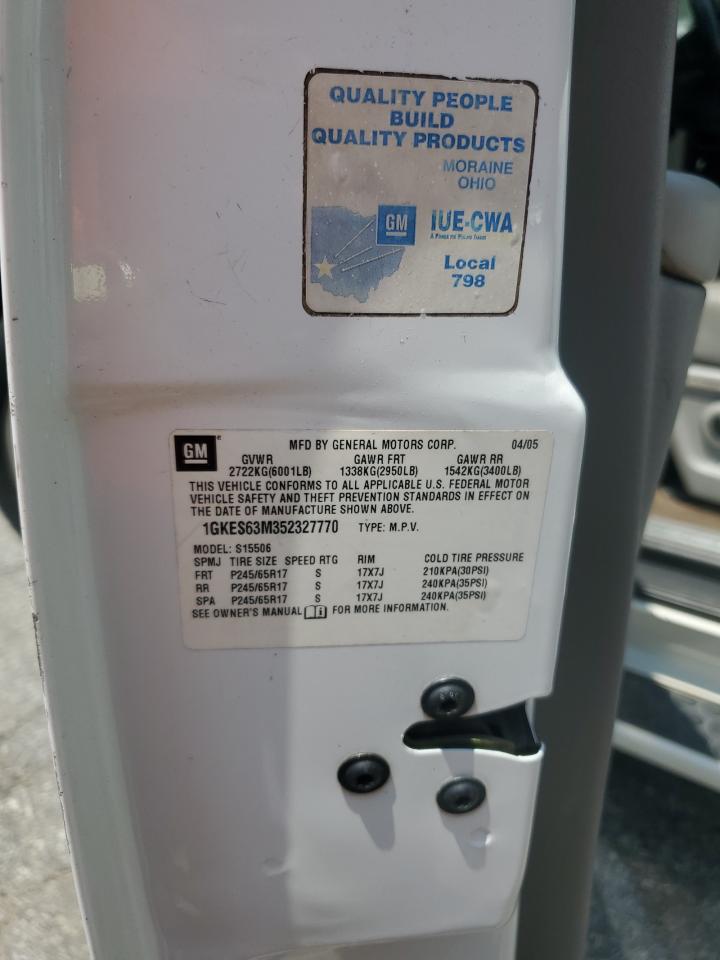 QUALITY PEOPLE
BUILD
QUALITY PRODUCTS
MORAINE
OHIO
GM IUE-CWA
Local
798
GM MFD BY GENERAL MOTORS CORP. 04/05
GVWR GAWR FRT GAWR RR
2722KG(6001LB) 1338KG(2950LB) 1542KG(3400LB)
THIS VEHICLE CONFORMS TO ALL APPLICABLE U.S. FEDERAL MOTOR
VEHICLE SAFETY AND THEFT PREVENTION STANDARDS IN EFFECT ON
THE DATE OF MANUFACTURE SHOWN ABOVE.
1GKES63M352327770 TYPE: M.P.V.
MODEL: S15506
SPMJ TIRE SIZE SPEED RTG RIM COLD TIRE PRESSURE
FRT P245/65R17 S 17X7J 210KPA(30PSI)
RR P245/65R17 S 17X7J 240KPA(35PSI)
SPA P245/65R17 S 17X7J 240KPA(35PSI)
SEE OWNER'S MANUAL FOR MORE INFORMATION.